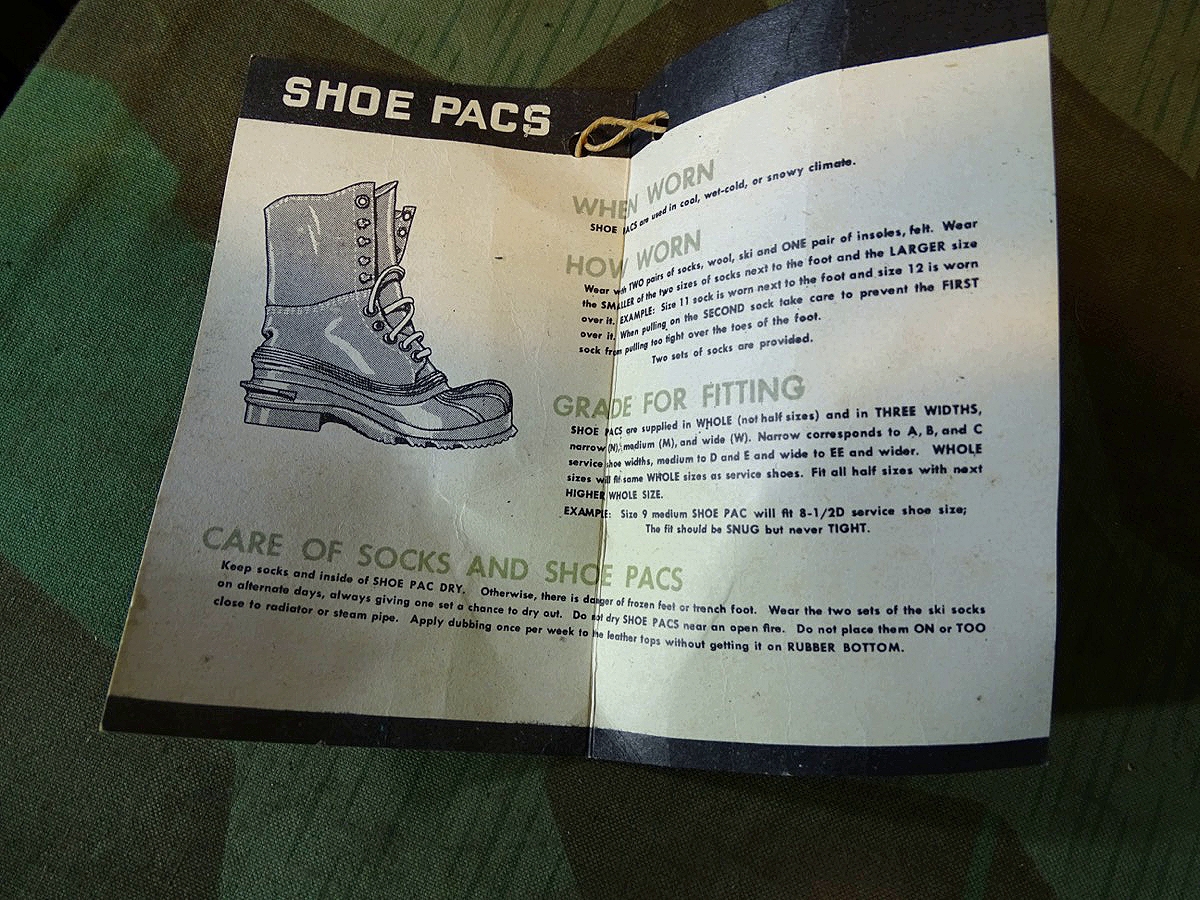 SHOE PACS
WHEN WORN
SHOE PACS are used in cool, wet-cold, or snowy climate.
HOW WORN
Wear with TWO pairs of socks, wool, ski and ONE pair of insoles, felt. Wear
the SMALLER of the two sizes of socks next to the foot and the LARGER size
over it. EXAMPLE: Size 11 sock is worn next to the foot and size 12 is worn
over it. When pulling on the SECOND sock take care to prevent the FIRST
sock from pulling too tight over the toes of the foot.
Two sets of socks are provided.
GRADE FOR FITTING
SHOE PACS are supplied in WHOLE (not half sizes) and in THREE WIDTHS,
narrow (N), medium (M), and wide (W). Narrow corresponds to A, B, and C
service shoe widths, medium to D and E and wide to EE and wider. WHOLE
sizes will fit same WHOLE sizes as service shoes. Fit all half sizes with next
HIGHER WHOLE SIZE.
EXAMPLE: Size 9 medium SHOE PAC will fit 8-1/2D service shoe size;
The fit should be SNUG but never TIGHT.
CARE OF SOCKS AND SHOE PACS
Keep socks and inside of SHOE PAC DRY. Otherwise, there is danger of frozen feet or trench foot. Wear the two sets of the ski socks
on alternate days, always giving one set a chance to dry out. Do not dry SHOE PACS near an open fire. Do not place them ON or TOO
close to radiator or steam pipe. Apply dubbing once per week to the leather tops without getting it on RUBBER BOTTOM.